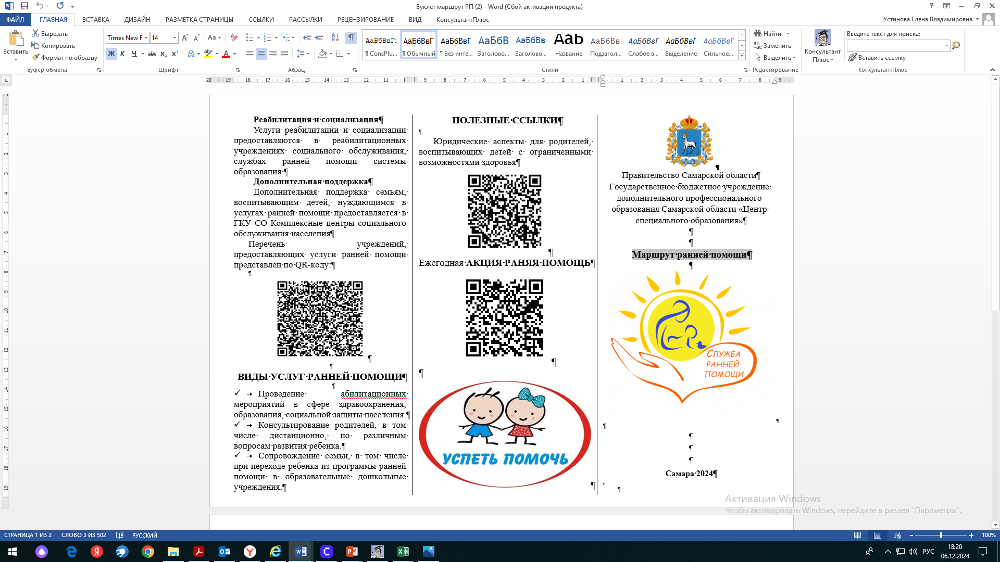 Буклет маршрут РП (2) - Word (Сбой активации продукта)
ФАЙЛ ГЛАВНАЯ ВСТАВКА ДИЗАЙН РАЗМЕТКА СТРАНИЦЫ ССЫЛКИ РАССЫЛКИ РЕЦЕНЗИРОВАНИЕ ВИД КонсультантПлюс
Устинова Елена Владимировна
Вставить
Вырезать
Копировать
Формат по образцу
Буфер обмена
Times New R 14
Шрифт
Абзац
АаБбВвГг АаБбВвГ АаБбВвГ АаБбВ АаБбВв АаЬ АаБбВвІ АаБбВвГ АаБбВвГ АаБбВвГ
¶ ConsPlu... ¶ Обычный ¶ Без инте... Заголово... Заголово... Название Подзагол... Слабое в... Выделение Сильное...
Стили
Найти
Заменить
Выделить
Редактирование
Консультант
Плюс
Введите текст для поиска:
Вставить ссылку
КонсультантПлюс
Реабилитация и социализация¶
Услуги реабилитации и социализации
предоставляются в реабилитационных
учреждениях социального обслуживания,
службах ранней помощи системы
образования ¶
Дополнительная поддержка¶
Дополнительная поддержка семьям,
воспитывающим детей, нуждающимся в
услугах ранней помощи предоставляется в
ГКУ СО Комплексные центры социального
обслуживания населения¶
Перечень учреждений,
предоставляющих услуги ранней помощи
представлен по QR-коду:¶
ВИДЫ УСЛУГ РАННЕЙ ПОМОЩИ¶
✓ Проведение абилитационных
мероприятий в сфере здравоохранения,
образования, социальной защиты населения.¶
✓ Консультирование родителей, в том
числе дистанционно, по различным
вопросам развития ребенка.¶
✓ Сопровождение семьи, в том числе
при переходе ребенка из программы ранней
помощи в образовательные дошкольные
учреждения.¶
ПОЛЕЗНЫЕ ССЫЛКИ¶
Юридические аспекты для родителей,
воспитывающих детей с ограниченными
возможностями здоровья¶
Ежегодная АКЦИЯ РАНЯЯ ПОМОЩЬ¶
УСПЕТЬ ПОМОЧЬ
Правительство Самарской области¶
Государственное бюджетное учреждение
дополнительного профессионального
образования Самарской области «Центр
специального образования»¶
Маршрут ранней помощи¶
СЛУЖБА
РАННЕЙ
ПОМОЩИ
Самара 2024¶
Активация Windows
Чтобы активировать Windows, перейдите в раздел "Параметры".
СТРАНИЦА 1 ИЗ 2 СЛОВО 3 ИЗ 502 РУССКИЙ
100%
РУС
18:20
06.12.2024